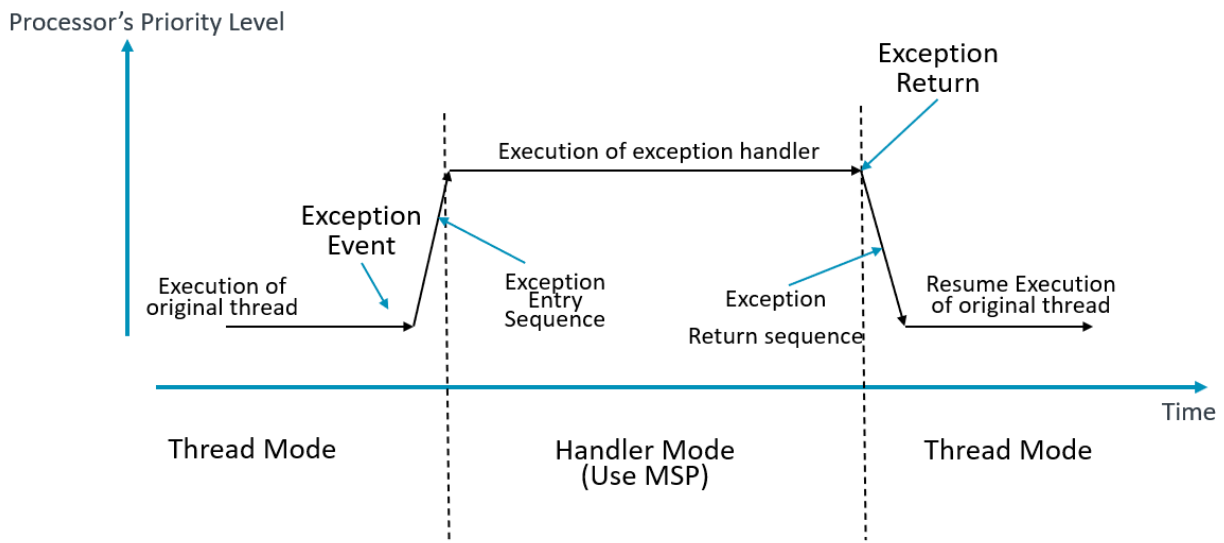 Processor's Priority Level
Exception
Return
Execution of exception handler
Exception
Event
Execution of
original thread
Exception
Entry
Sequence
Exception
Return sequence
Resume Execution
of original thread
Time
Thread Mode
Handler Mode
(Use MSP)
Thread Mode